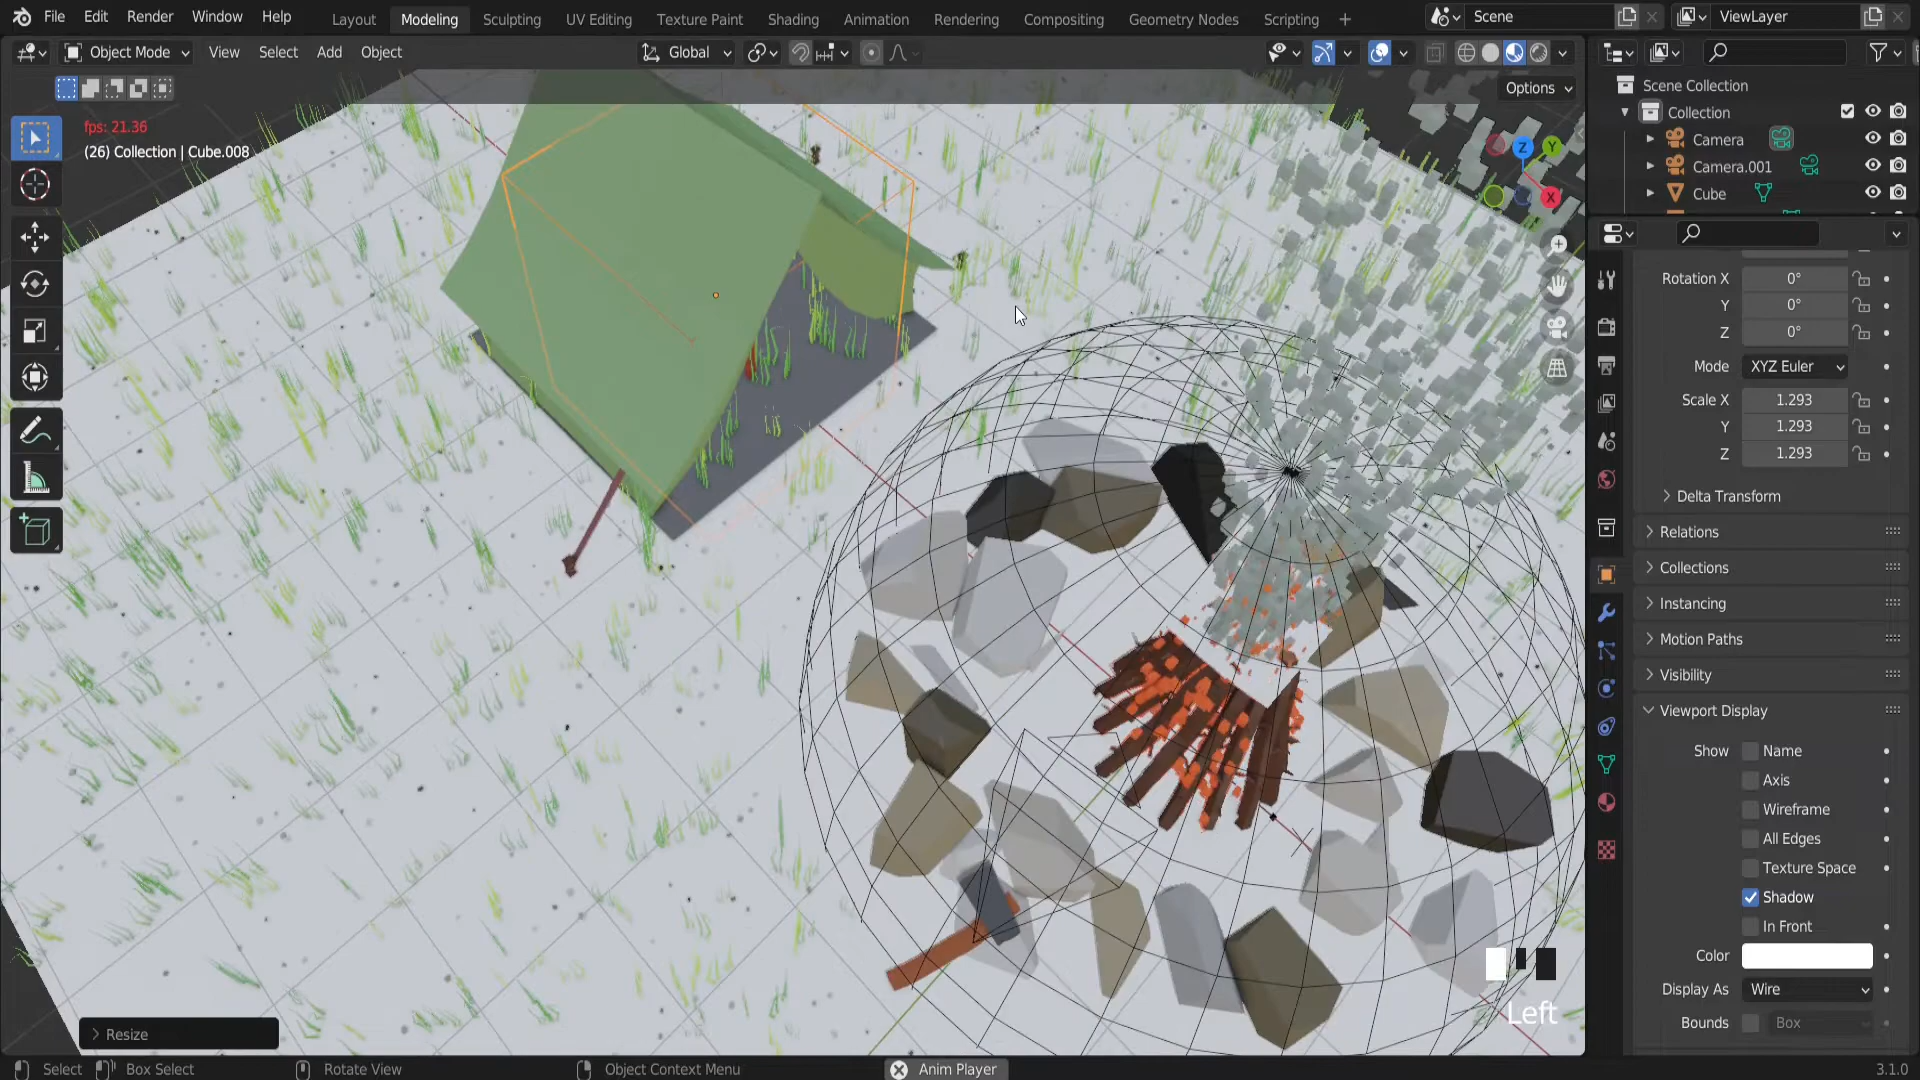 File Edit Render Window Help
Layout Modeling Sculpting UV Editing Texture Paint Shading Animation Rendering Compositing Geometry Nodes Scripting +
Scene
ViewLayer
Object Mode View Select Add Object
Global
Options
fps: 21.36
(26) Collection | Cube.008
Z
Y
X
Scene Collection
Collection
Camera
Camera.001
Cube
Rotation X 0°
Y 0°
Z 0°
Mode XYZ Euler
Scale X 1.293
Y 1.293
Z 1.293
Delta Transform
Relations
Collections
Instancing
Motion Paths
Visibility
Viewport Display
Show Name
Axis
Wireframe
All Edges
Texture Space
Shadow
In Front
Color
Display As Wire
Bounds Box
Left
Resize
Select Box Select Rotate View Object Context Menu Anim Player 3.1.0